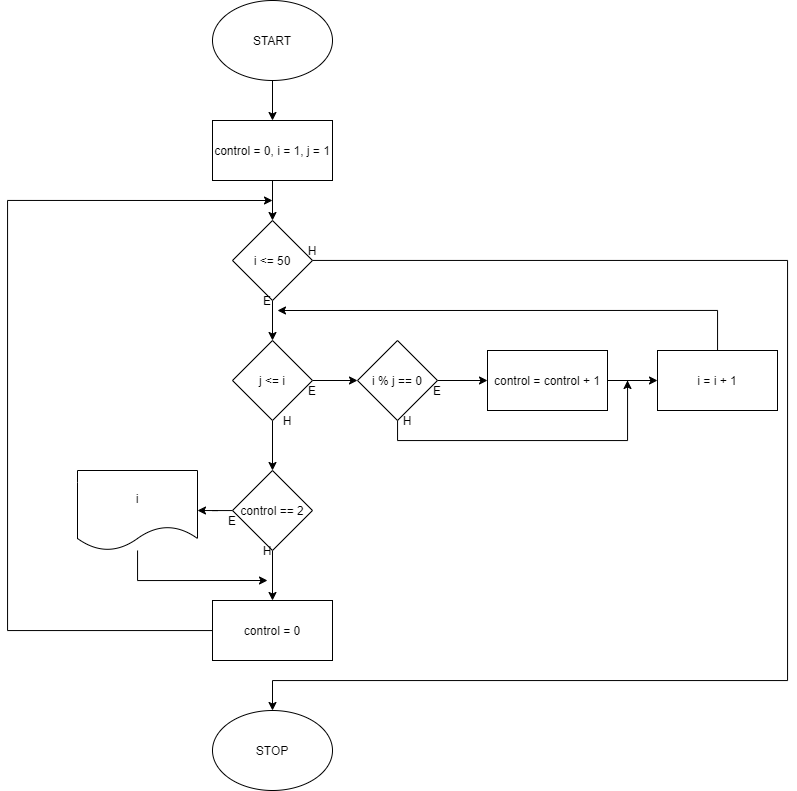 START
control = 0, i = 1, j = 1
i <= 50
H
E
j <= i
E
H
i % j == 0
E
H
control = control + 1
i = i + 1
control == 2
E
H
i
control = 0
STOP